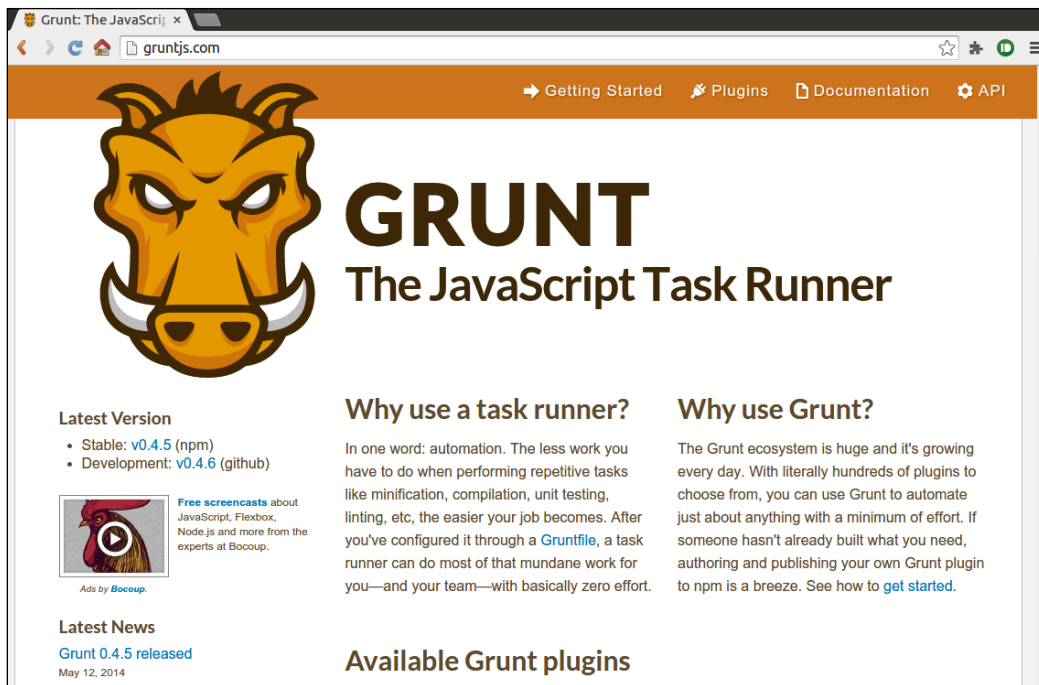 Grunt: The JavaScrip
gruntjs.com
Getting Started
Plugins
Documentation
API
GRUNT
The JavaScript Task Runner
Latest Version
• Stable: v0.4.5 (npm)
• Development: v0.4.6 (github)
Free screencasts about
JavaScript, Flexbox,
Node.js and more from the
experts at Bocoup.
Ads by Bocoup.
Latest News
Grunt 0.4.5 released
May 12, 2014
Why use a task runner?
In one word: automation. The less work you
have to do when performing repetitive tasks
like minification, compilation, unit testing,
linting, etc, the easier your job becomes. After
you've configured it through a Gruntfile, a task
runner can do most of that mundane work for
you—and your team—with basically zero effort.
Why use Grunt?
The Grunt ecosystem is huge and it's growing
every day. With literally hundreds of plugins to
choose from, you can use Grunt to automate
just about anything with a minimum of effort. If
someone hasn't already built what you need,
authoring and publishing your own Grunt plugin
to npm is a breeze. See how to get started.
Available Grunt plugins